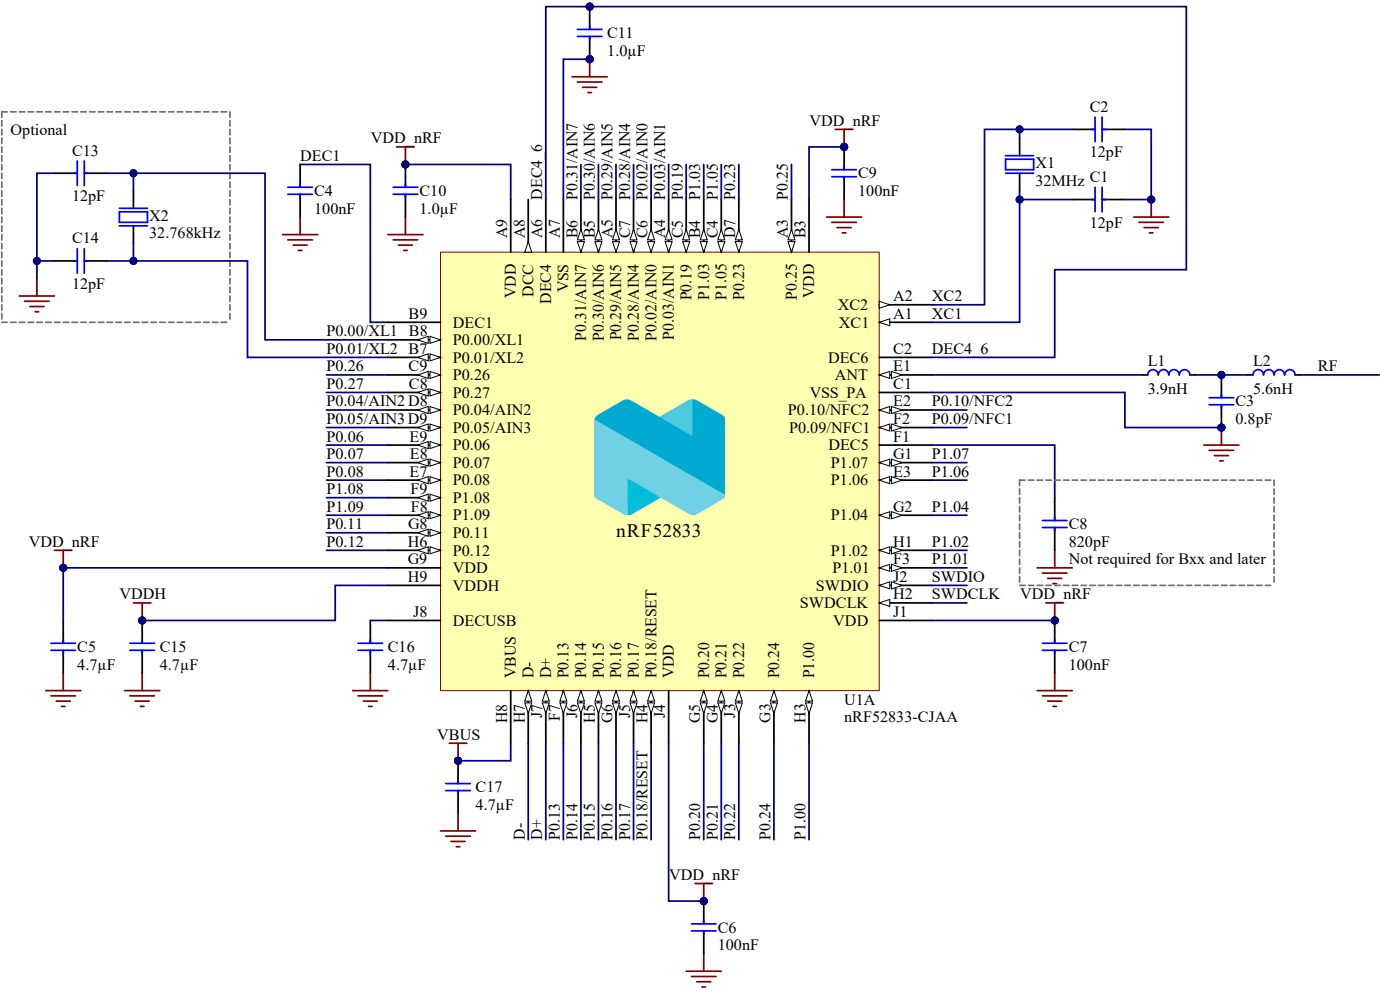 C11
1.0µF
Optional
C13
12pF
X2
32.768kHz
C14
12pF
DEC1
C4
100nF
VDD_nRF
C10
1.0µF
DEC4_6
P0.31/AIN7
P0.30/AIN6
P0.29/AIN5
P0.28/AIN4
P0.02/AIN0
P0.03/AIN1
P0.19
P1.03
P1.05
P0.23
P0.25
VDD_nRF
C9
100nF
C2
12pF
X1
32MHz
C1
12pF
A9
A8
A6
A7
B6
B5
A5
C7
C6
A4
C5
B4
C4
D7
A3
B3
VDD
DCC
DEC4
VSS
P0.31/AIN7
P0.30/AIN6
P0.29/AIN5
P0.28/AIN4
P0.02/AIN0
P0.03/AIN1
P0.19
P1.03
P1.05
P0.23
P0.25
VDD
B9
DEC1
P0.00/XL1 B8
P0.00/XL1
P0.01/XL2 B7
P0.01/XL2
P0.26 C9
P0.26
P0.27 C8
P0.27
P0.04/AIN2 D8
P0.04/AIN2
P0.05/AIN3 D9
P0.05/AIN3
P0.06 E9
P0.06
P0.07 E8
P0.07
P0.08 E7
P0.08
P1.08 F9
P1.08
P1.09 F8
P1.09
P0.11 G8
P0.11
P0.12 H6
P0.12
G9
VDD
H9
VDDH
J8
DECUSB
VDD_nRF
C5
4.7µF
VDDH
C15
4.7µF
C16
4.7µF
nRF52833
XC2 A2 XC2
XC1 A1 XC1
DEC6 C2 DEC4_6
ANT E1
VSS_PA C1
P0.10/NFC2 E2 P0.10/NFC2
P0.09/NFC1 F2 P0.09/NFC1
DEC5 F1
P1.07 G1 P1.07
P1.06 E3 P1.06
P1.04 G2 P1.04
P1.02 H1 P1.02
P1.01 F3 P1.01
SWDIO J2 SWDIO
SWDCLK H2 SWDCLK
VDD J1
L1
3.9nH
L2
5.6nH
RF
C3
0.8pF
C8
820pF
Not required for Bxx and later
VDD_nRF
C7
100nF
VBUS
D-
D+
P0.13
P0.14
P0.15
P0.16
P0.17
P0.18/RESET
VDD
P0.20
P0.21
P0.22
P0.24
P1.00
U1A
nRF52833-CJAA
H8
H7
J7
F7
J6
H5
G6
J5
H4
J4
G5
G4
J3
G3
H3
VBUS
C17
4.7µF
D-
D+
P0.13
P0.14
P0.15
P0.16
P0.17
P0.18/RESET
P0.20
P0.21
P0.22
P0.24
P1.00
VDD_nRF
C6
100nF